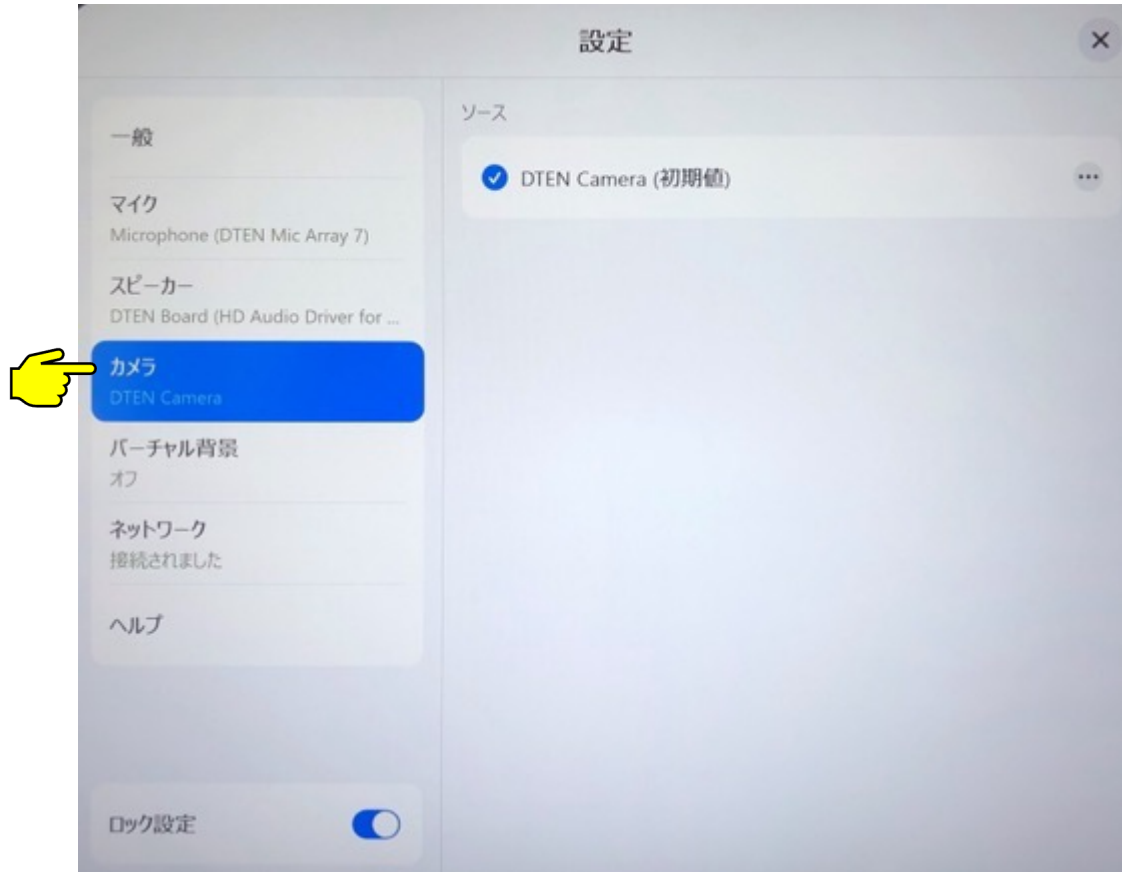 設定
一般
マイク
Microphone (DTEN Mic Array 7)
スピーカー
DTEN Board (HD Audio Driver for ...
カメラ
DTEN Camera
バーチャル背景
オフ
ネットワーク
接続されました
ヘルプ
ロック設定
ソース
DTEN Camera (初期値)